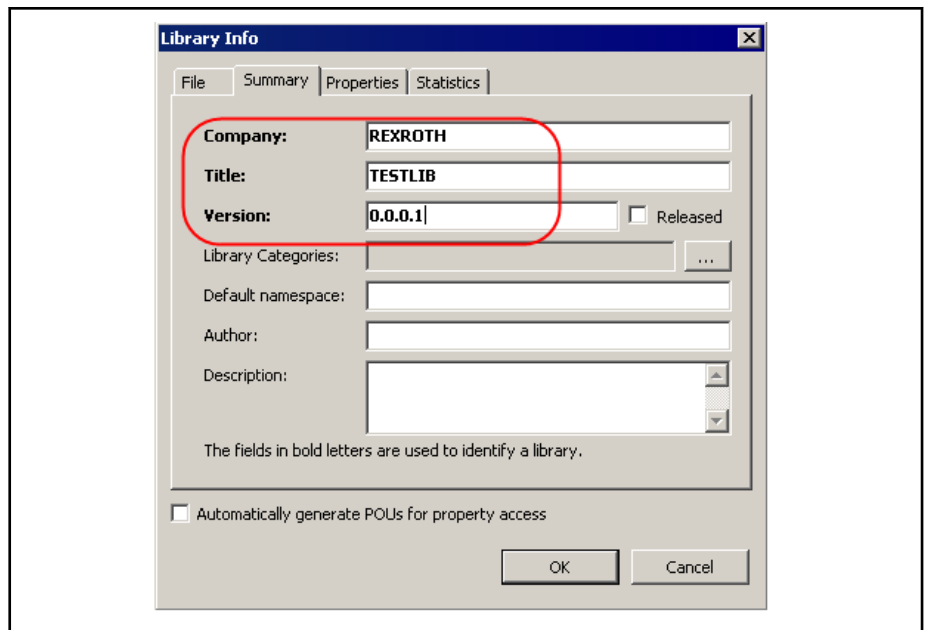 Library Info
File Summary Properties Statistics
Company: REXROTH
Title: TESTLIB
Version: 0.0.0.1 Released
Library Categories: ...
Default namespace:
Author:
Description:
The fields in bold letters are used to identify a library.
Automatically generate POUs for property access
OK Cancel